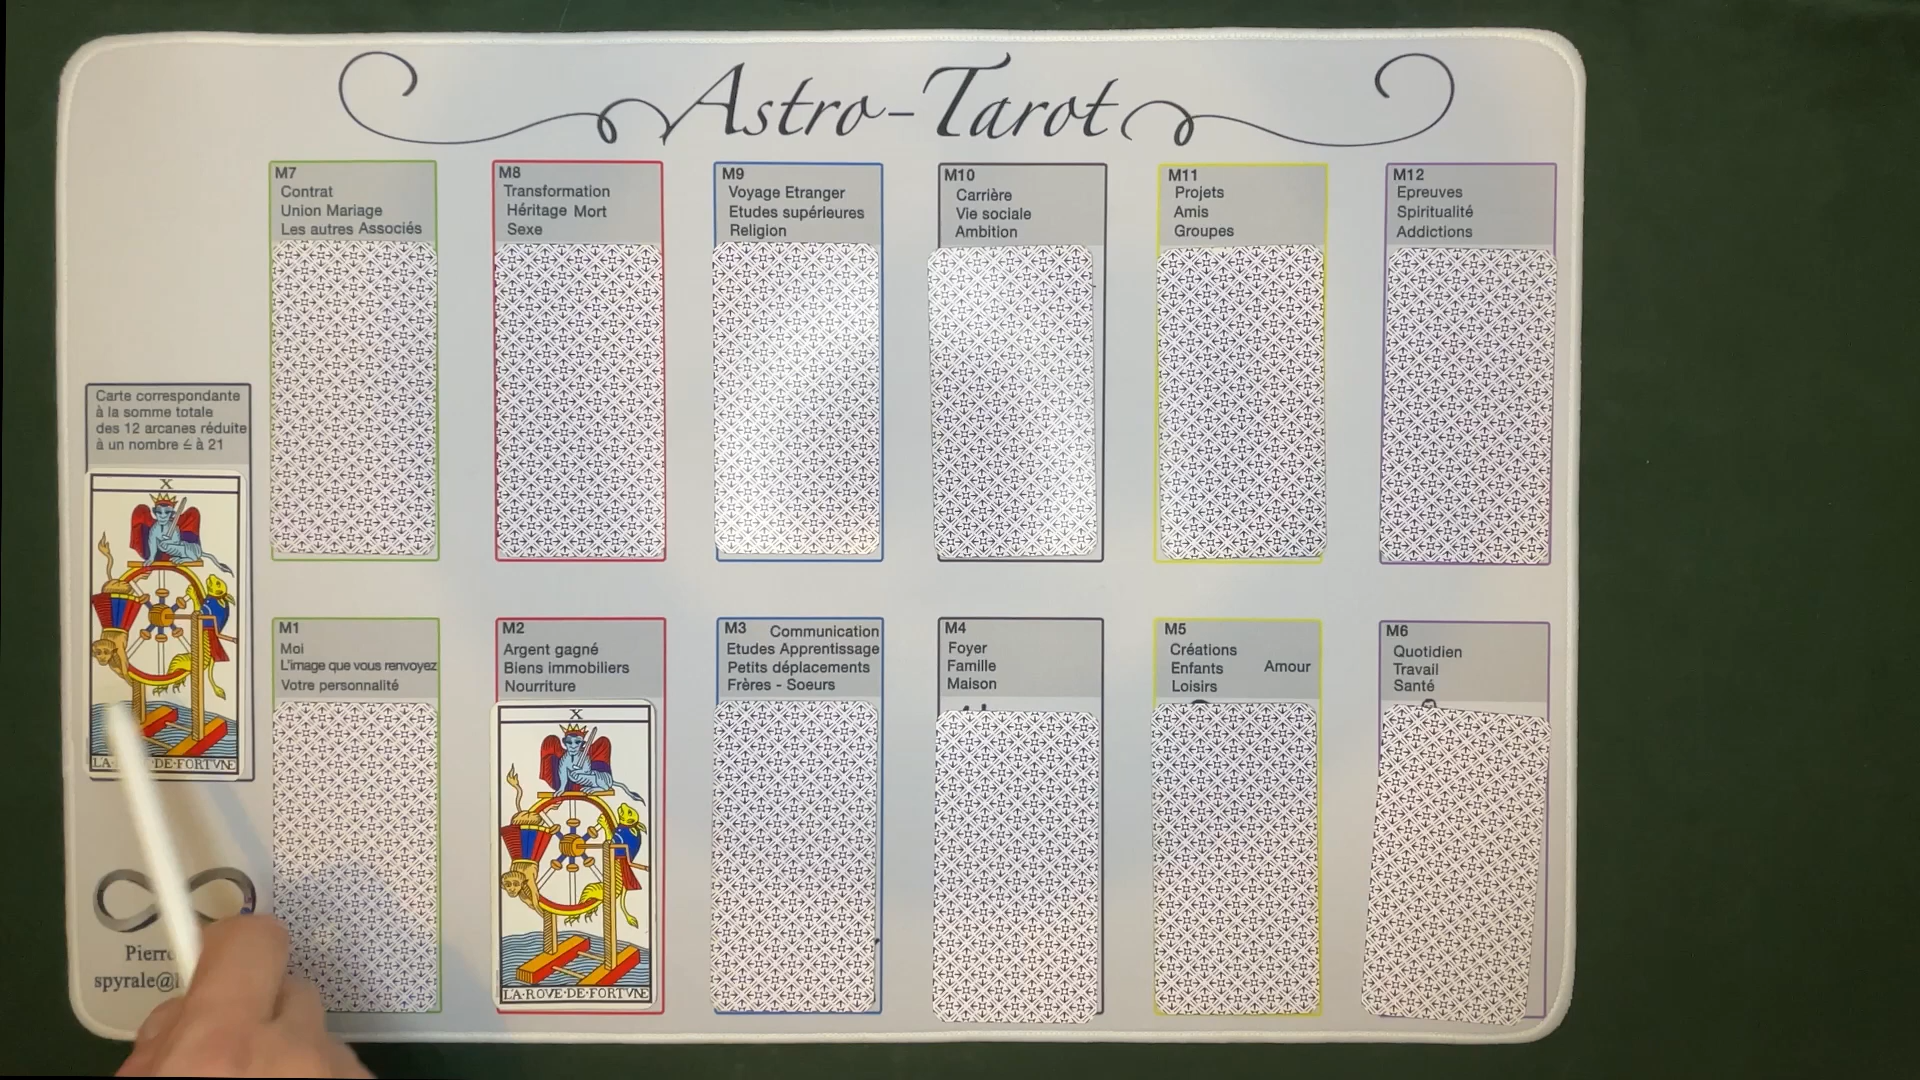 Astro-Tarot
M7
Contrat
Union Mariage
Les autres Associés
M8
Transformation
Héritage Mort
Sexe
M9
Voyage Etranger
Etudes supérieures
Religion
M10
Carrière
Vie sociale
Ambition
M11
Projets
Amis
Groupes
M12
Epreuves
Spiritualité
Addictions
Carte correspondante
à la somme totale
des 12 arcanes réduite
à un nombre ≤ à 21
X
DE·FORTVNE
M1
Moi
L'image que vous renvoyez
Votre personnalité
M2
Argent gagné
Biens immobiliers
Nourriture
X
LA·ROVE·DE·FORTVNE
M3 Communication
Etudes Apprentissage
Petits déplacements
Frères - Soeurs
M4
Foyer
Famille
Maison
M5
Créations
Enfants Amour
Loisirs
M6
Quotidien
Travail
Santé
Pierre
spyrale@